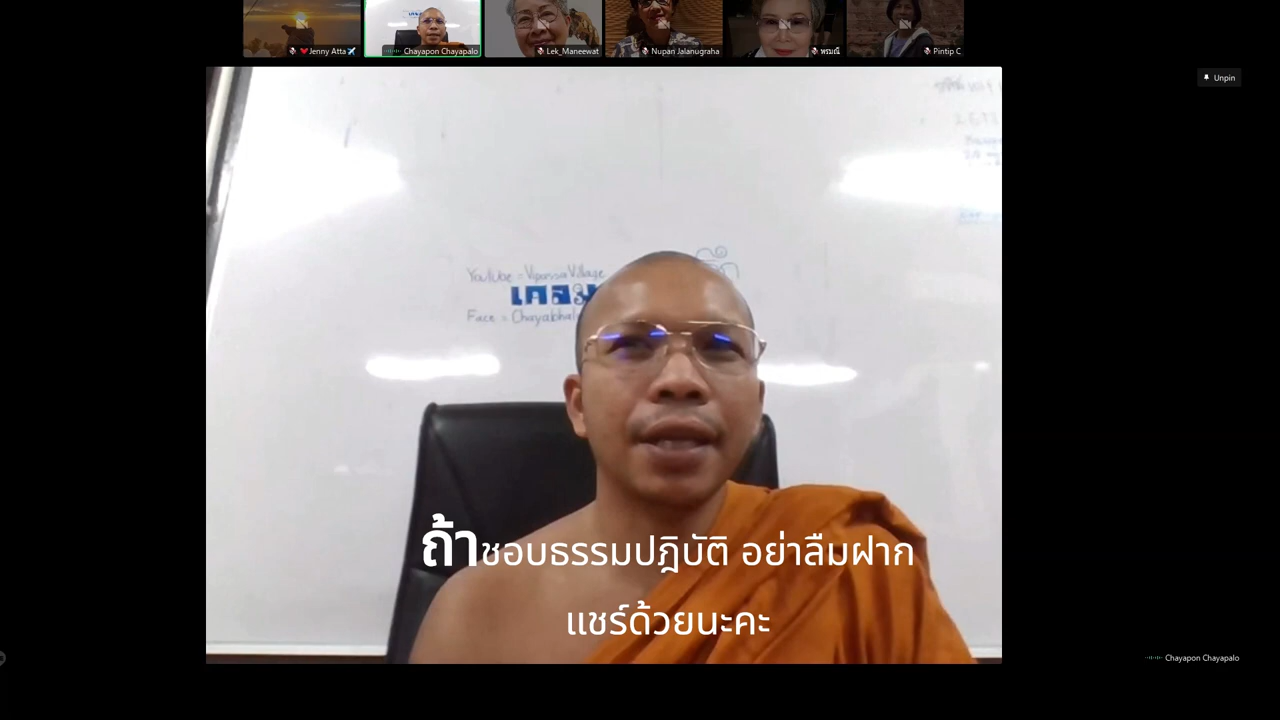 Jenny Atta
Chayapon Chayapalo
Lek_Maneewat
Nupan Jalanugraha
พรมณี
Pintip C
Unpin
YouTube = Vipassa Village
Face =
ถ้าชอบธรรมปฎิบัติ อย่าลืมฝาก
แชร์ด้วยนะคะ
Chayapon Chayapalo